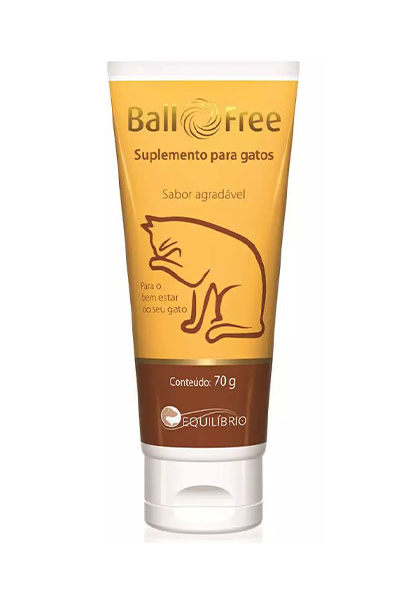 Ball Free
Suplemento para gatos
Sabor agradável
Para o
bem estar
do seu gato
Conteúdo: 70 g
EQUILÍBRIO